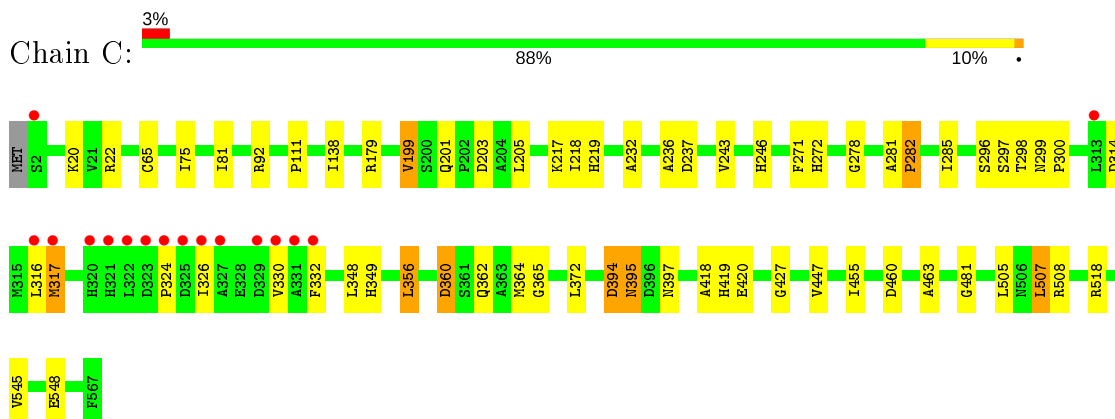 3%
Chain C:
88% 10% •
MET S2 K20 V21 R22 C65 I75 I81 R92 P111 I138 R179 V199 S200 Q201 P202 D203 A204 L205 K217 I218 H219 A232 A236 D237 V243 H246 F271 H272 G278 A281 P282 I285 S296 S297 T298 N299 P300 L313
M315 L316 M317 H320 H321 L322 D323 P324 D325 I326 A327 E328 D329 V330 A331 F332 L348 H349 L356 D360 S361 Q362 A363 M364 G365 L372 D394 N395 D396 N397 A418 H419 E420 G427 V447 I455 D460 A463 G481 L505 N506 L507 R508 R518
V545 E548 F567